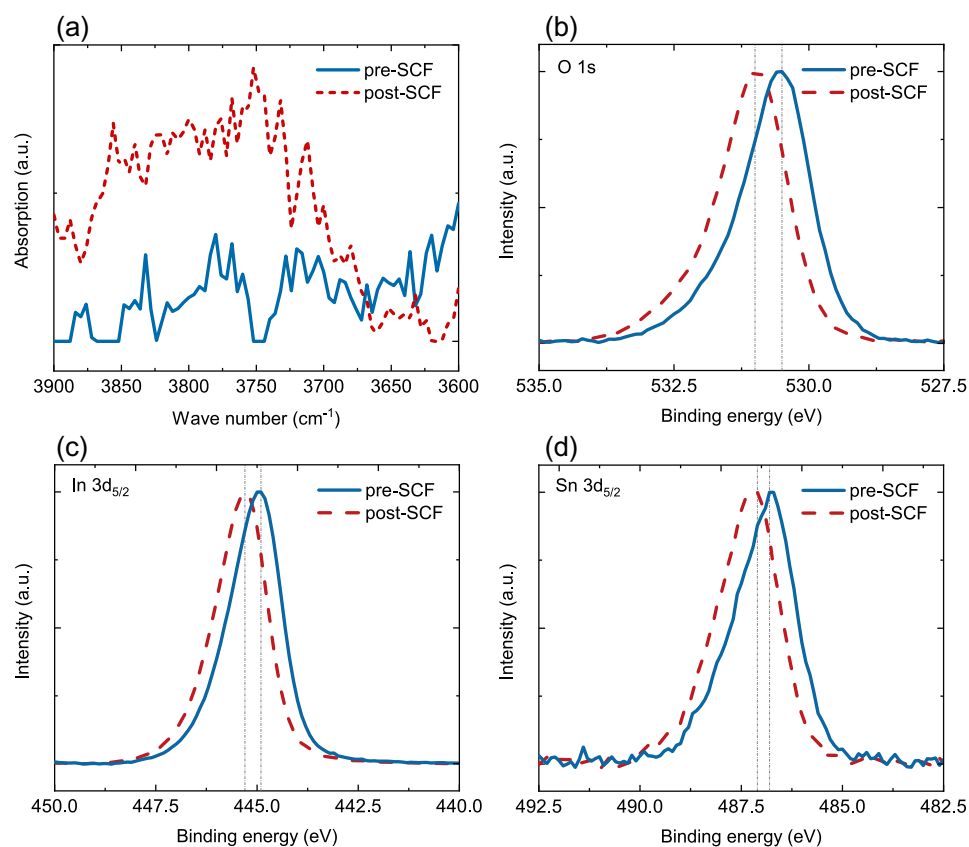 (a)
pre-SCF
post-SCF
Absorption (a.u.)
3900 3850 3800 3750 3700 3650 3600
Wave number (cm⁻¹)
(b)
O 1s
pre-SCF
post-SCF
Intensity (a.u.)
535.0 532.5 530.0 527.5
Binding energy (eV)
(c)
In 3d₅/₂
pre-SCF
post-SCF
Intensity (a.u.)
450.0 447.5 445.0 442.5 440.0
Binding energy (eV)
(d)
Sn 3d₅/₂
pre-SCF
post-SCF
Intensity (a.u.)
492.5 490.0 487.5 485.0 482.5
Binding energy (eV)